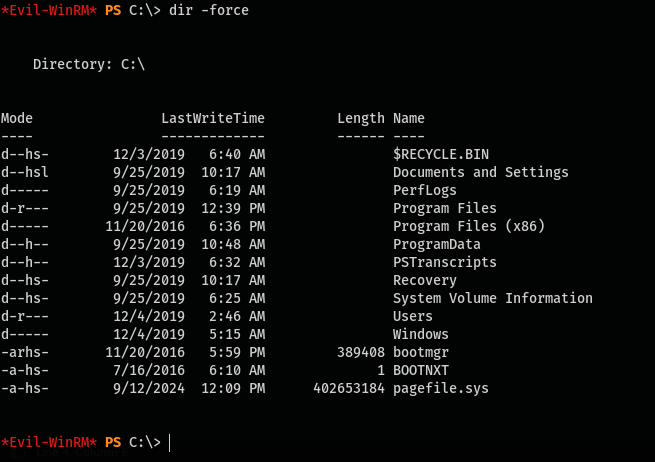 *Evil-WinRM* PS C:\> dir -force
Directory: C:\
Mode LastWriteTime Length Name
---- ------------- ------ ----
d--hs- 12/3/2019 6:40 AM $RECYCLE.BIN
d--hsl 9/25/2019 10:17 AM Documents and Settings
d----- 9/25/2019 6:19 AM PerfLogs
d-r--- 9/25/2019 12:39 PM Program Files
d----- 11/20/2016 6:36 PM Program Files (x86)
d--h-- 9/25/2019 10:48 AM ProgramData
d--h-- 12/3/2019 6:32 AM PSTranscripts
d--hs- 9/25/2019 10:17 AM Recovery
d--hs- 9/25/2019 6:25 AM System Volume Information
d-r--- 12/4/2019 2:46 AM Users
d----- 12/4/2019 5:15 AM Windows
-arhs- 11/20/2016 5:59 PM 389408 bootmgr
-a-hs- 7/16/2016 6:10 AM 1 BOOTNXT
-a-hs- 9/12/2024 12:09 PM 402653184 pagefile.sys
*Evil-WinRM* PS C:\>